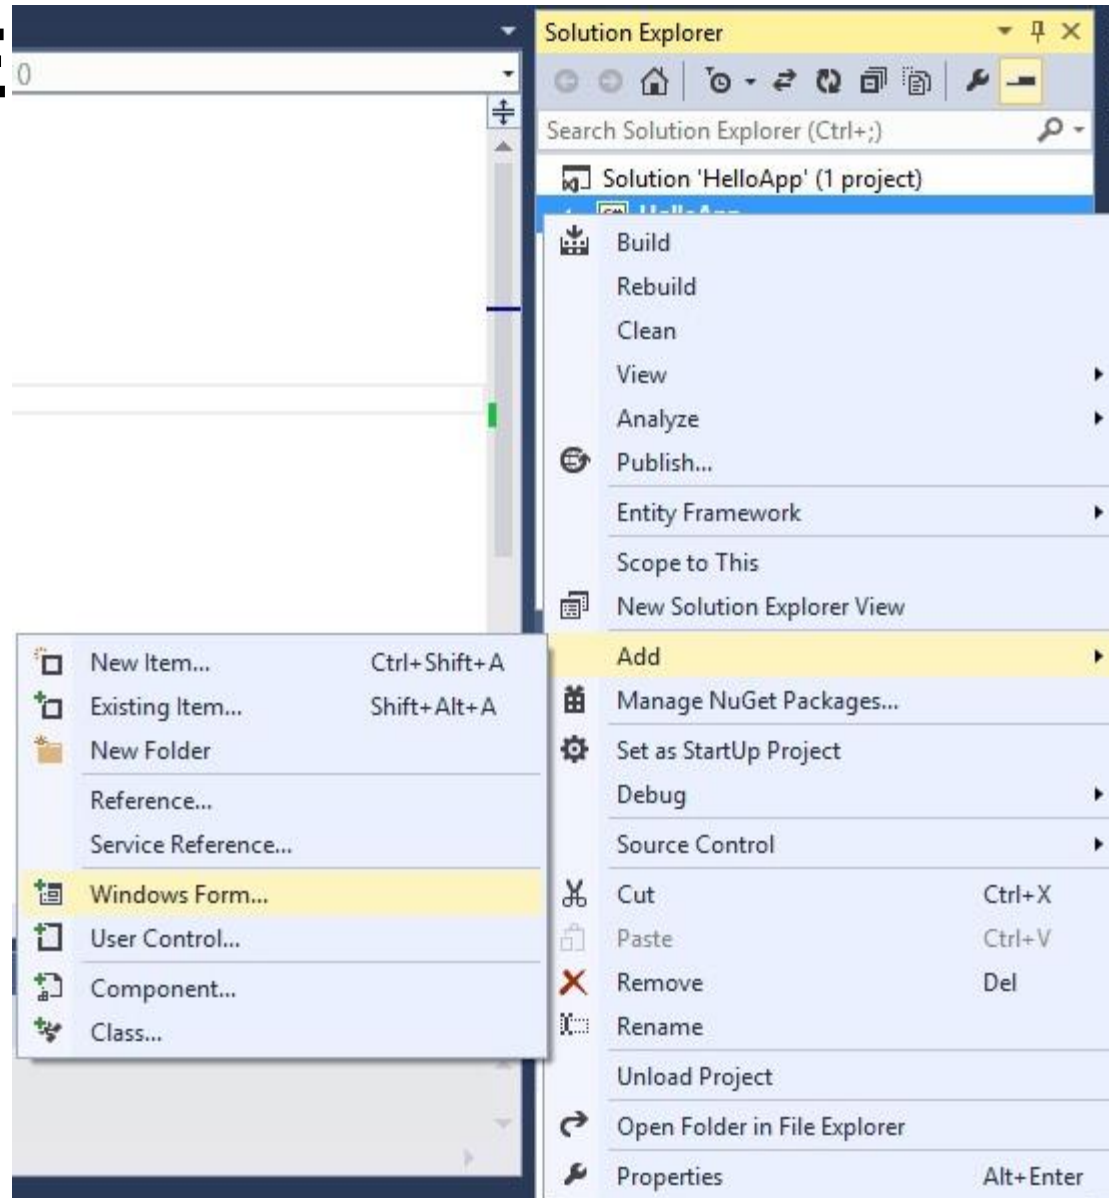 Solution Explorer
()
Search Solution Explorer (Ctrl+;)
Solution 'HelloApp' (1 project)
HelloApp
Build
Rebuild
Clean
View
Analyze
Publish...
Entity Framework
Scope to This
New Solution Explorer View
Add
Manage NuGet Packages...
Set as StartUp Project
Debug
Source Control
Cut Ctrl+X
Paste Ctrl+V
Remove Del
Rename
Unload Project
Open Folder in File Explorer
Properties Alt+Enter
New Item... Ctrl+Shift+A
Existing Item... Shift+Alt+A
New Folder
Reference...
Service Reference...
Windows Form...
User Control...
Component...
Class...